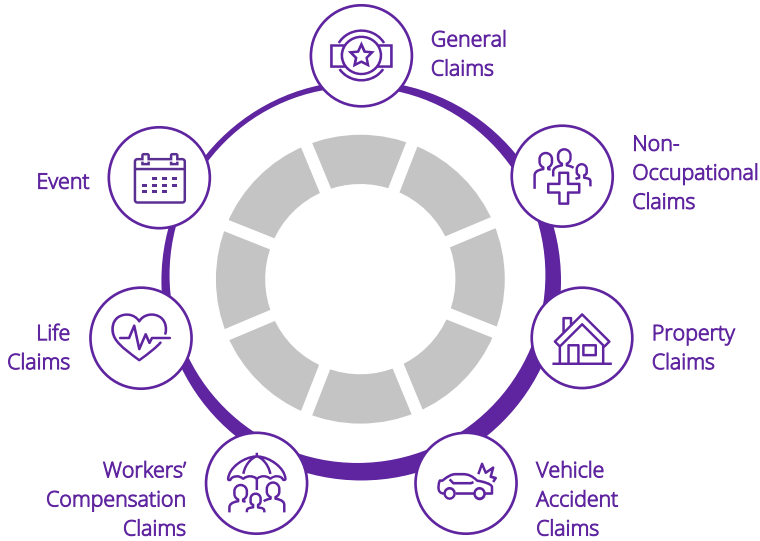 General
Claims
Non-
Occupational
Claims
Property
Claims
Vehicle
Accident
Claims
Workers’
Compensation
Claims
Life
Claims
Event